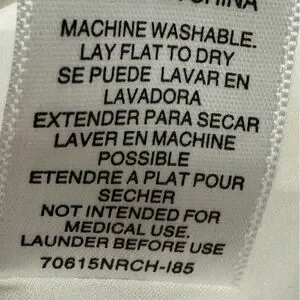 CHINA
MACHINE WASHABLE.
LAY FLAT TO DRY
SE PUEDE LAVAR EN
LAVADORA
EXTENDER PARA SECAR
LAVER EN MACHINE
POSSIBLE
ETENDRE A PLAT POUR
SECHER
NOT INTENDED FOR
MEDICAL USE.
LAUNDER BEFORE USE
70615NRCH-I85